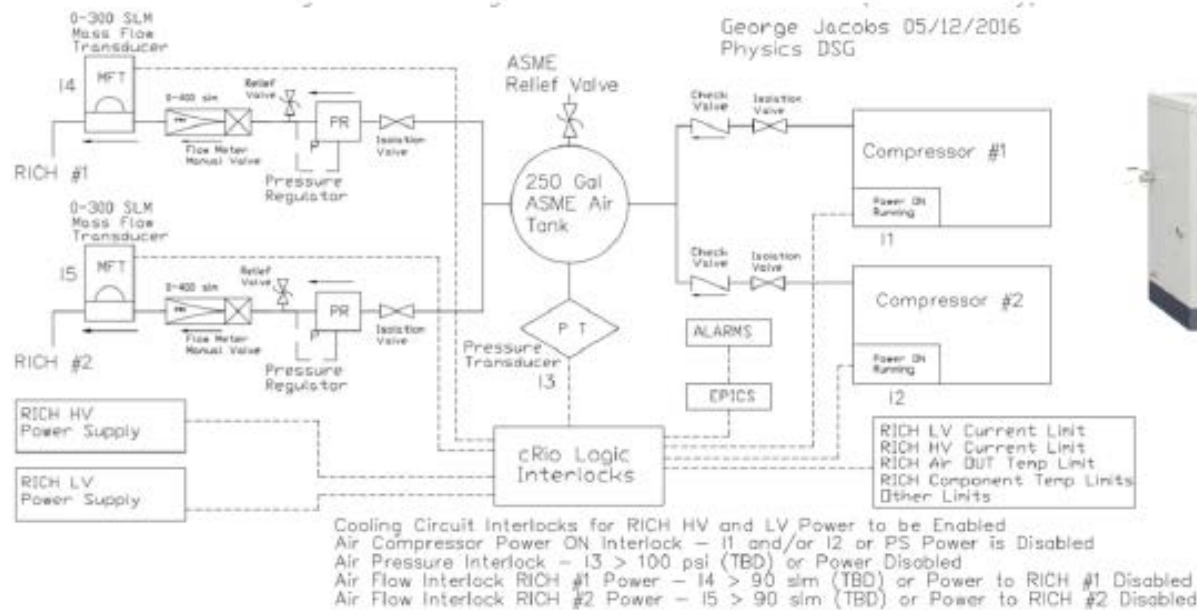 0-300 SLM
Mass Flow
Transducer
I4
MFT
0-400 slm
Relief
Valve
PR
P
Flow Meter
Manual Valve
Isolation
Valve
Pressure
Regulator
RICH #1
0-300 SLM
Mass Flow
Transducer
I5
MFT
0-400 slm
Relief
Valve
PR
P
Flow Meter
Manual Valve
Isolation
Valve
Pressure
Regulator
RICH #2
George Jacobs 05/12/2016
Physics DSG
ASME
Relief Valve
250 Gal
ASME Air
Tank
P T
Pressure
Transducer
I3
Check
Valve
Isolation
Valve
Compressor #1
Power ON
Running
I1
Check
Valve
Isolation
Valve
Compressor #2
Power ON
Running
I2
ALARMS
EPICS
RICH HV
Power Supply
RICH LV
Power Supply
cRio Logic
Interlocks
RICH LV Current Limit
RICH HV Current Limit
RICH Air OUT Temp Limit
RICH Component Temp Limits
Other Limits
Cooling Circuit Interlocks for RICH HV and LV Power to be Enabled
Air Compressor Power ON Interlock - I1 and/or I2 or PS Power is Disabled
Air Pressure Interlock - I3 > 100 psi (TBD) or Power Disabled
Air Flow Interlock RICH #1 Power - I4 > 90 slm (TBD) or Power to RICH #1 Disabled
Air Flow Interlock RICH #2 Power - I5 > 90 slm (TBD) or Power to RICH #2 Disabled